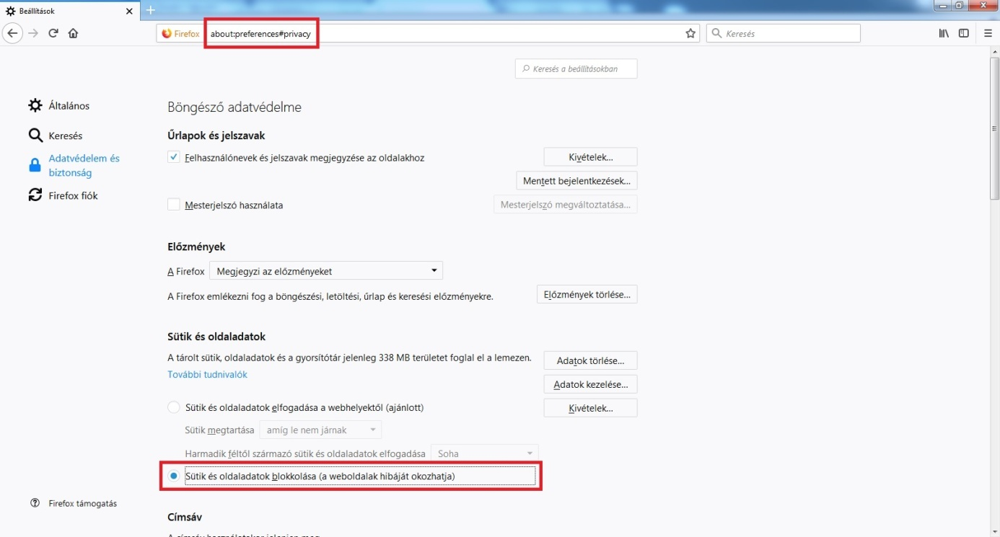 Beállítások
Firefox about:preferences#privacy
Keresés
Keresés a beállításokban
Általános
Keresés
Adatvédelem és
biztonság
Firefox fiók
Firefox támogatás
Böngésző adatvédelme
Űrlapok és jelszavak
Felhasználónevek és jelszavak megjegyzése az oldalakhoz
Kivételek...
Mentett bejelentkezések...
Mesterjelszó használata
Mesterjelszó megváltoztatása...
Előzmények
A Firefox Megjegyzi az előzményeket
A Firefox emlékezni fog a böngészési, letöltési, űrlap és keresési előzményekre.
Előzmények törlése...
Sütik és oldaladatok
A tárolt sütik, oldaladatok és a gyorsítótár jelenleg 338 MB területet foglal el a lemezen.
További tudnivalók
Adatok törlése...
Adatok kezelése...
Kivételek...
Sütik és oldaladatok elfogadása a webhelyektől (ajánlott)
Sütik megtartása amíg le nem járnak
Harmadik féltől származó sütik és oldaladatok elfogadása Soha
Sütik és oldaladatok blokkolása (a weboldalak hibáját okozhatja)
Címsáv
A címsáv használatakor jelenjen meg